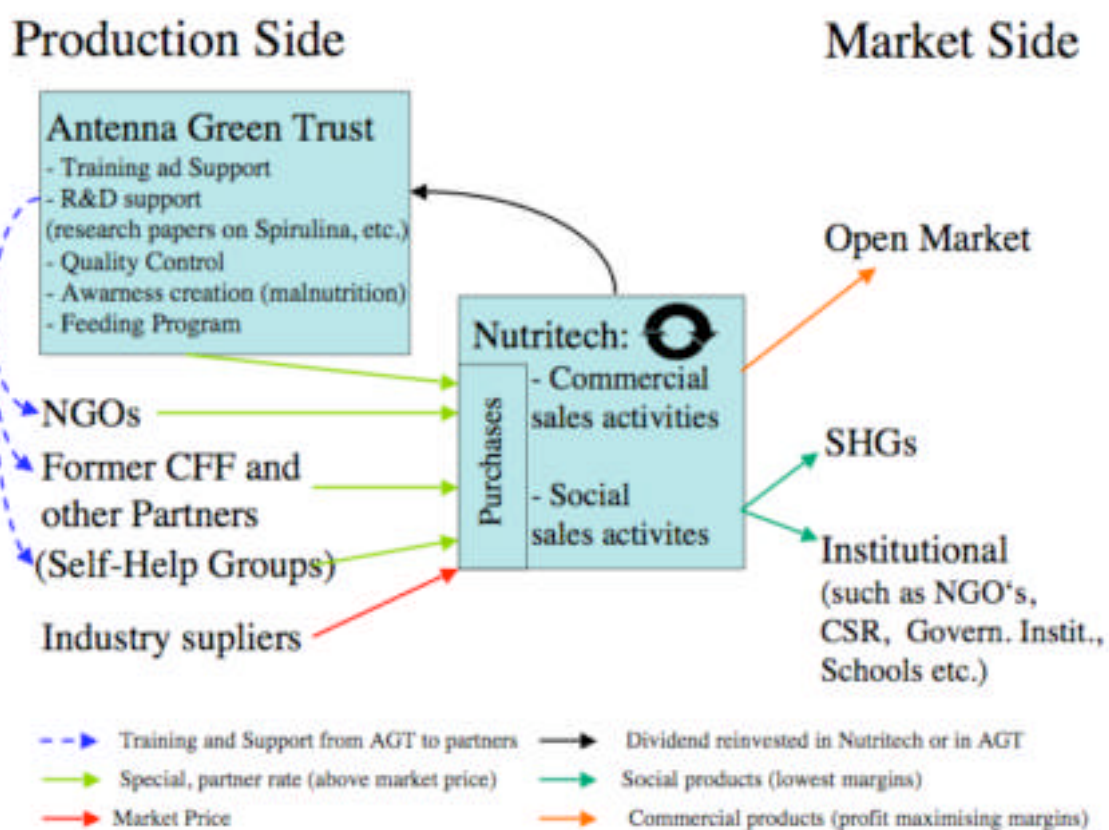 Production Side
Market Side
Antenna Green Trust
- Training ad Support
- R&D support
(research papers on Spirulina, etc.)
- Quality Control
- Awarness creation (malnutrition)
- Feeding Program
NGOs
Former CFF and
other Partners
(Self-Help Groups)
Industry supliers
Nutritech:
Purchases
- Commercial
sales activities
- Social
sales activites
Open Market
SHGs
Institutional
(such as NGO‘s,
CSR, Govern. Instit.,
Schools etc.)
Training and Support from AGT to partners
Dividend reinvested in Nutritech or in AGT
Special, partner rate (above market price)
Social products (lowest margins)
Market Price
Commercial products (profit maximising margins)